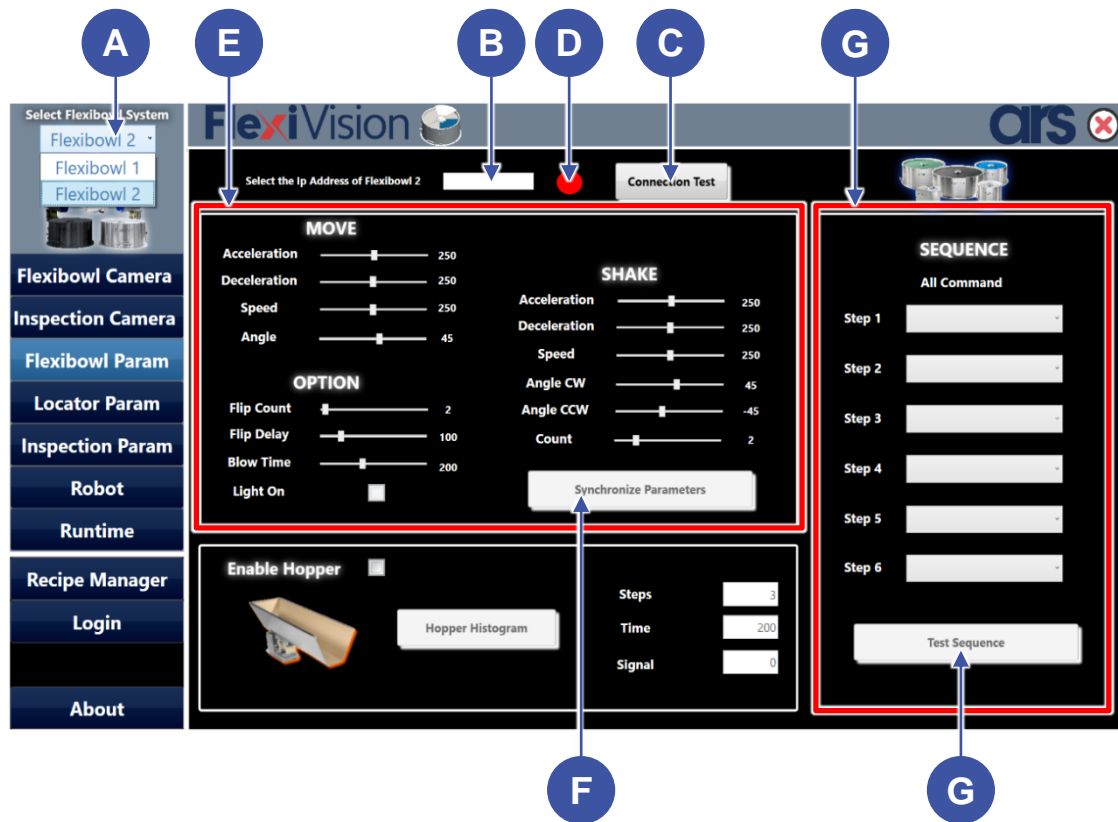 A
E
B
D
C
G
Select Flexibowl System
Flexibowl 2
Flexibowl 1
Flexibowl 2
FlexiVision
ars
Select the Ip Address of Flexibowl 2
Connection Test
Flexibowl Camera
Inspection Camera
Flexibowl Param
Locator Param
Inspection Param
Robot
Runtime
Recipe Manager
Login
About
MOVE
Acceleration 250
Deceleration 250
Speed 250
Angle 45
OPTION
Flip Count 2
Flip Delay 100
Blow Time 200
Light On
SHAKE
Acceleration 250
Deceleration 250
Speed 250
Angle CW 45
Angle CCW -45
Count 2
Synchronize Parameters
Enable Hopper
Hopper Histogram
Steps 3
Time 200
Signal 0
SEQUENCE
All Command
Step 1
Step 2
Step 3
Step 4
Step 5
Step 6
Test Sequence
F
G